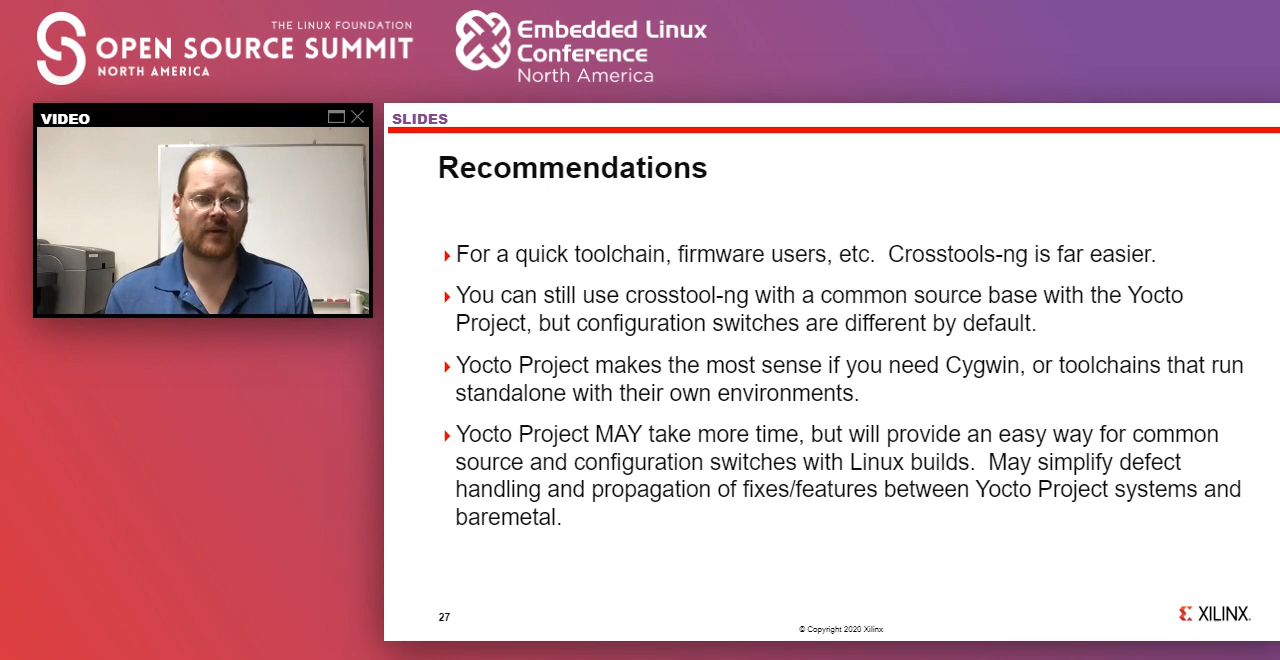 THE LINUX FOUNDATION
OPEN SOURCE SUMMIT
NORTH AMERICA
Embedded Linux
Conference
North America
VIDEO
SLIDES
Recommendations
For a quick toolchain, firmware users, etc.  Crosstools-ng is far easier.
You can still use crosstool-ng with a common source base with the Yocto
Project, but configuration switches are different by default.
Yocto Project makes the most sense if you need Cygwin, or toolchains that run
standalone with their own environments.
Yocto Project MAY take more time, but will provide an easy way for common
source and configuration switches with Linux builds.  May simplify defect
handling and propagation of fixes/features between Yocto Project systems and
baremetal.
27
© Copyright 2020 Xilinx
XILINX.